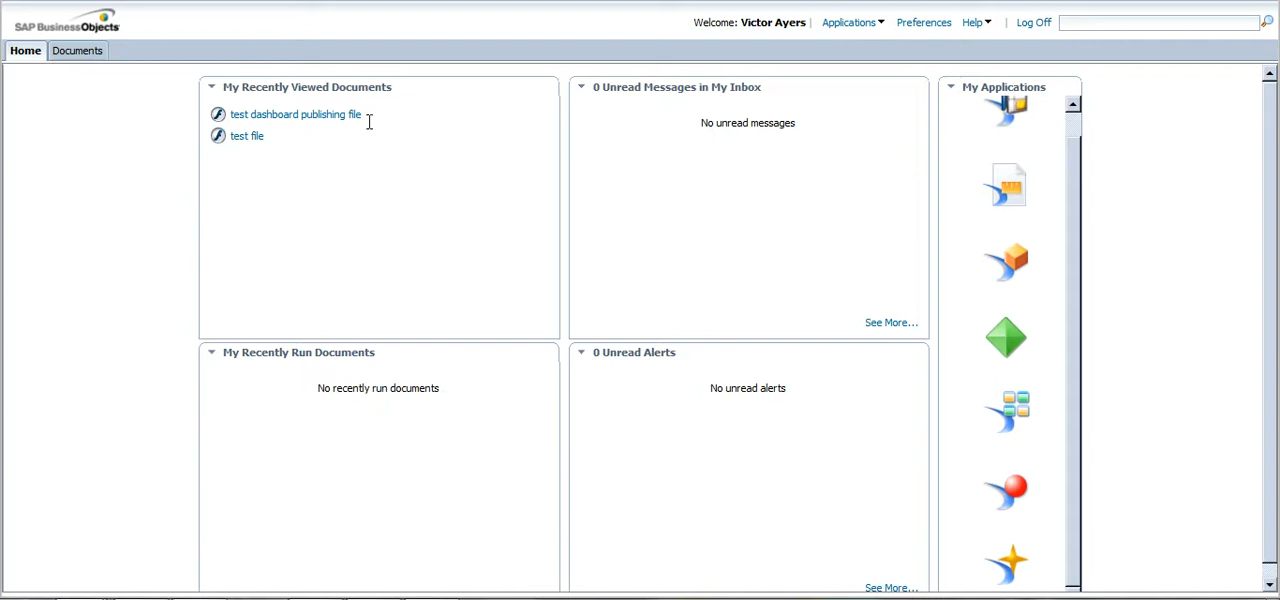 SAP BusinessObjects
Welcome: Victor Ayers | Applications Preferences Help | Log Off
Home Documents
My Recently Viewed Documents
test dashboard publishing file
test file
0 Unread Messages in My Inbox
No unread messages
See More...
My Applications
My Recently Run Documents
No recently run documents
0 Unread Alerts
No unread alerts
See More...